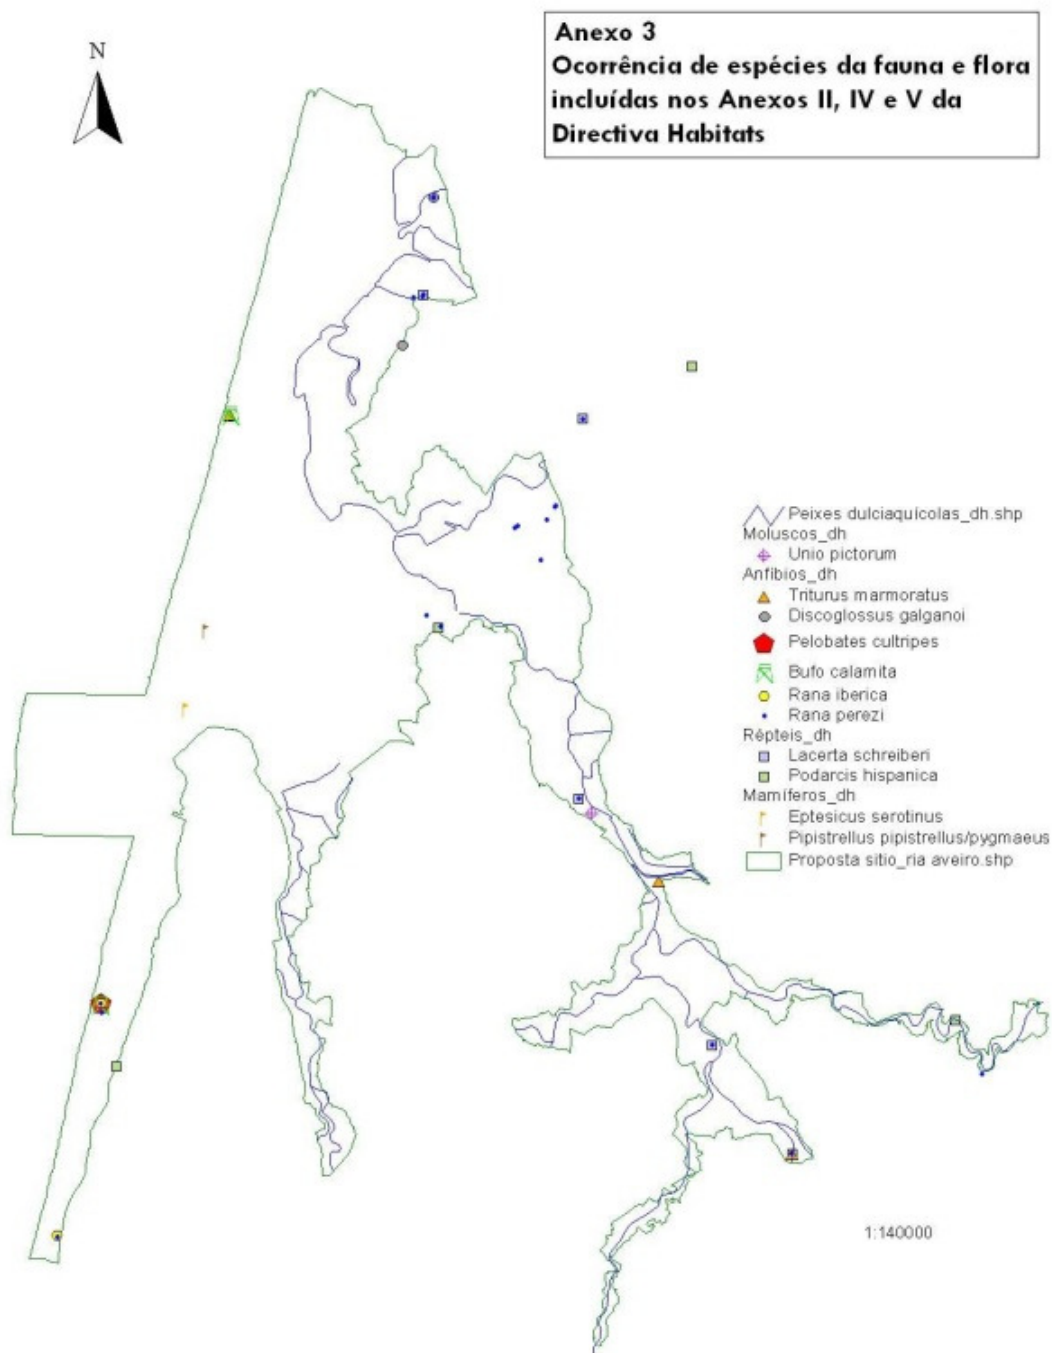 Anexo 3
Ocorrência de espécies da fauna e flora
incluídas nos Anexos II, IV e V da
Directiva Habitats
N
Peixes dulciaquícolas_dh.shp
Moluscos_dh
Unio pictorum
Anfíbios_dh
Triturus marmoratus
Discoglossus galganoi
Pelobates cultripes
Bufo calamita
Rana iberica
Rana perezi
Répteis_dh
Lacerta schreiberi
Podarcis hispanica
Mamíferos_dh
Eptesicus serotinus
Pipistrellus pipistrellus/pygmaeus
Proposta sitio_ria aveiro.shp
1:140000